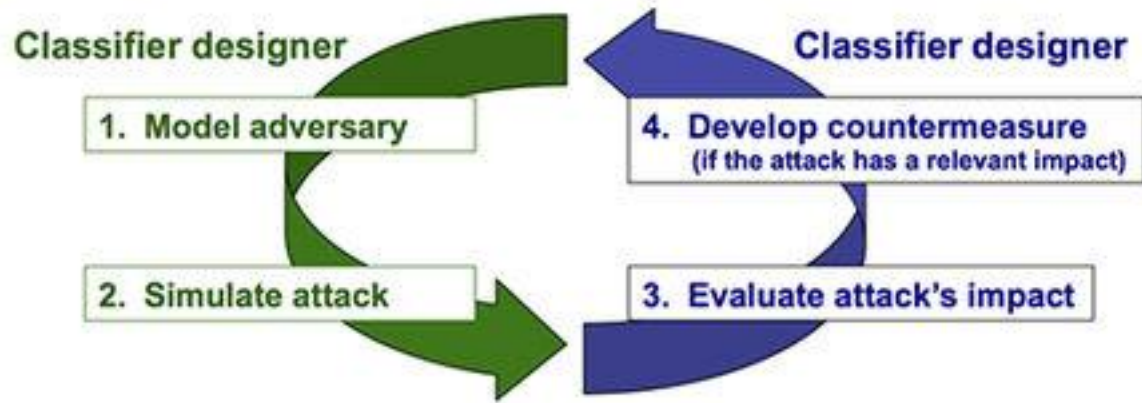 Classifier designer
1. Model adversary
2. Simulate attack
Classifier designer
4. Develop countermeasure
(if the attack has a relevant impact)
3. Evaluate attack's impact